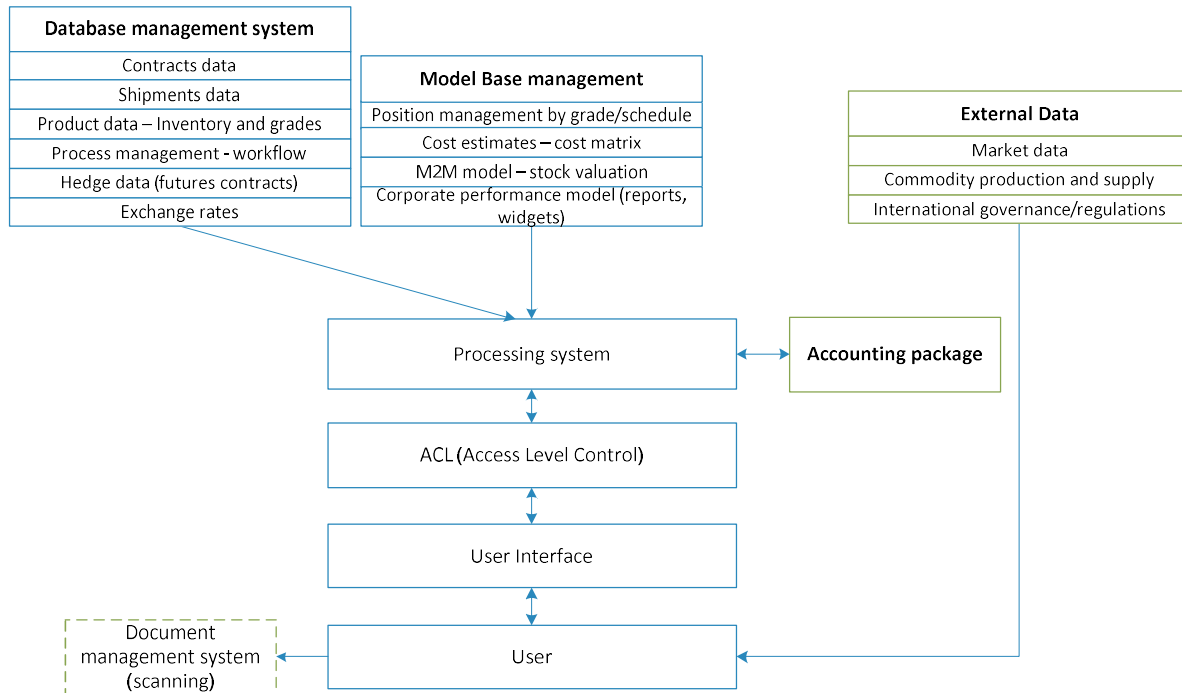 Database management system
Contracts data
Shipments data
Product data – Inventory and grades
Process management - workflow
Hedge data (futures contracts)
Exchange rates
Model Base management
Position management by grade/schedule
Cost estimates – cost matrix
M2M model – stock valuation
Corporate performance model (reports,
widgets)
External Data
Market data
Commodity production and supply
International governance/regulations
Processing system
Accounting package
ACL (Access Level Control)
User Interface
Document
management system
(scanning)
User